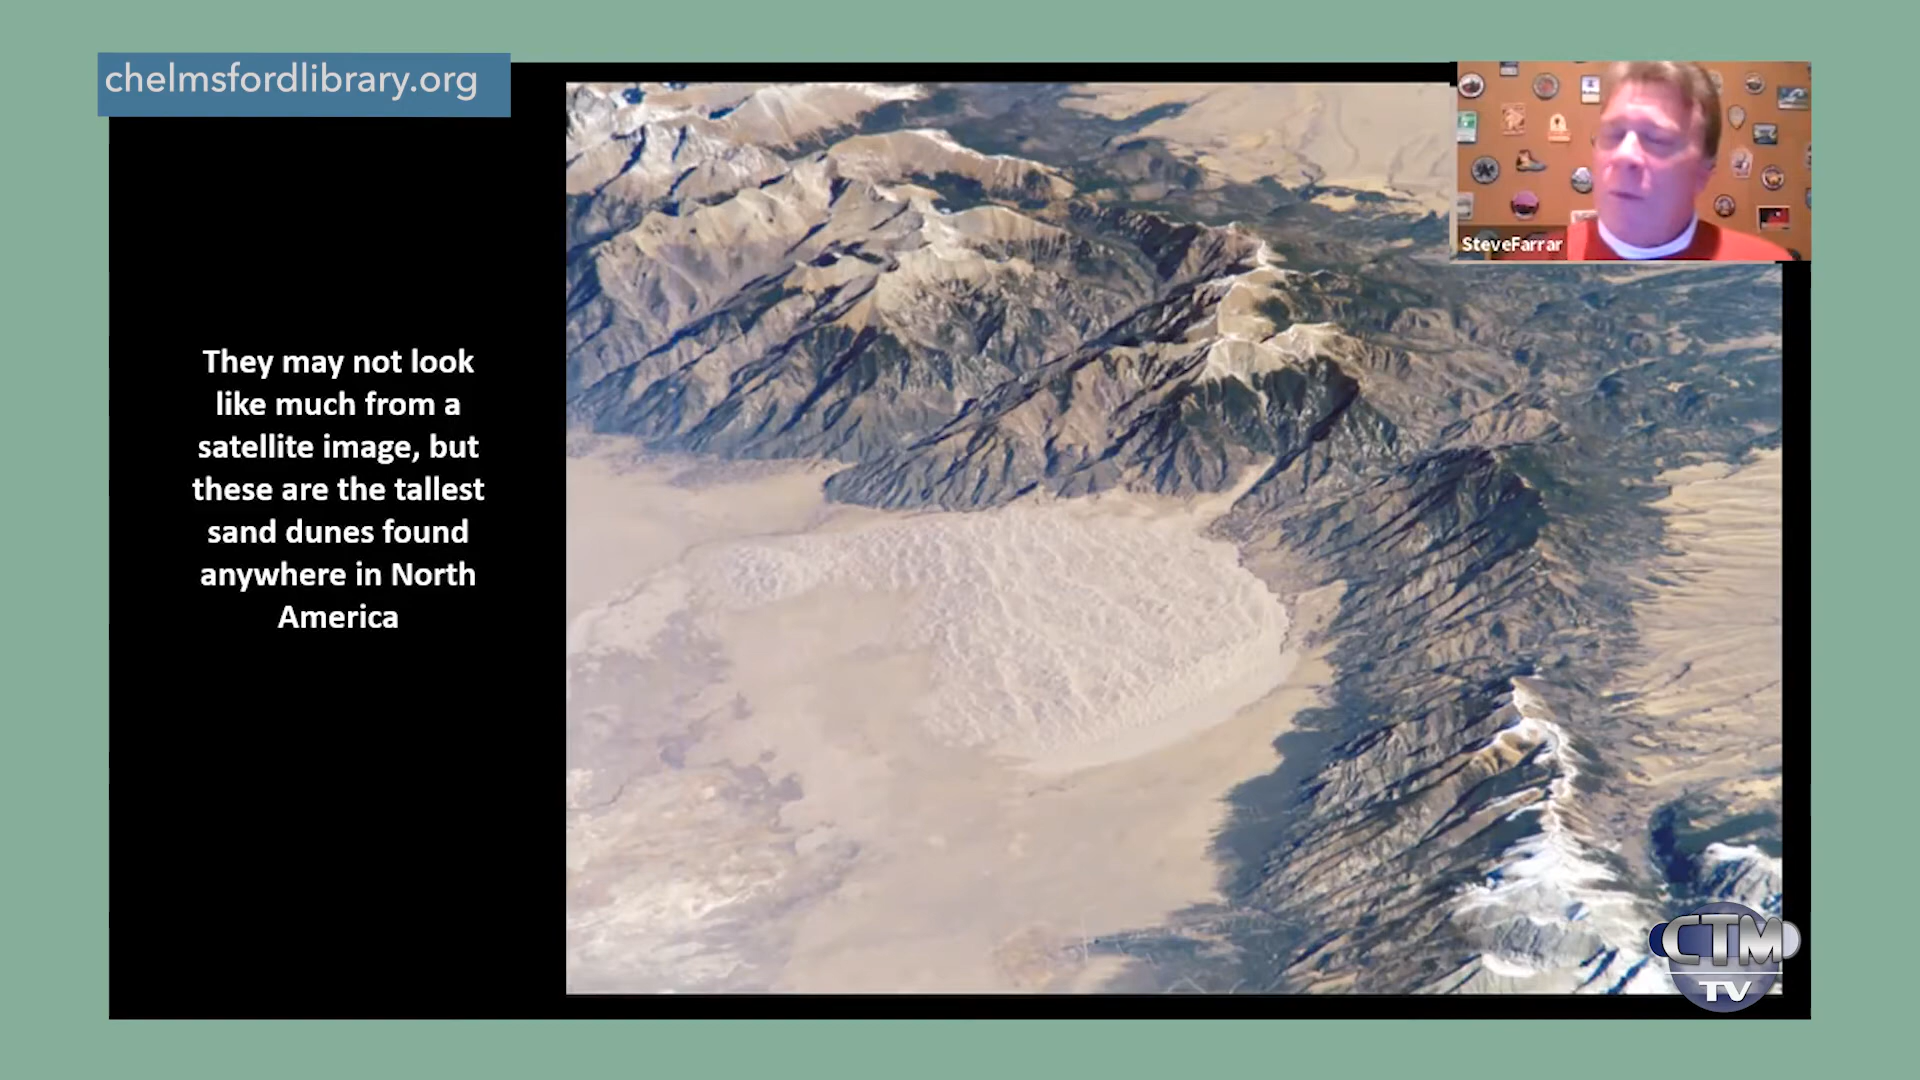 chelmsfordlibrary.org
SteveFarrar
They may not look
like much from a
satellite image, but
these are the tallest
sand dunes found
anywhere in North
America
CTM
TV